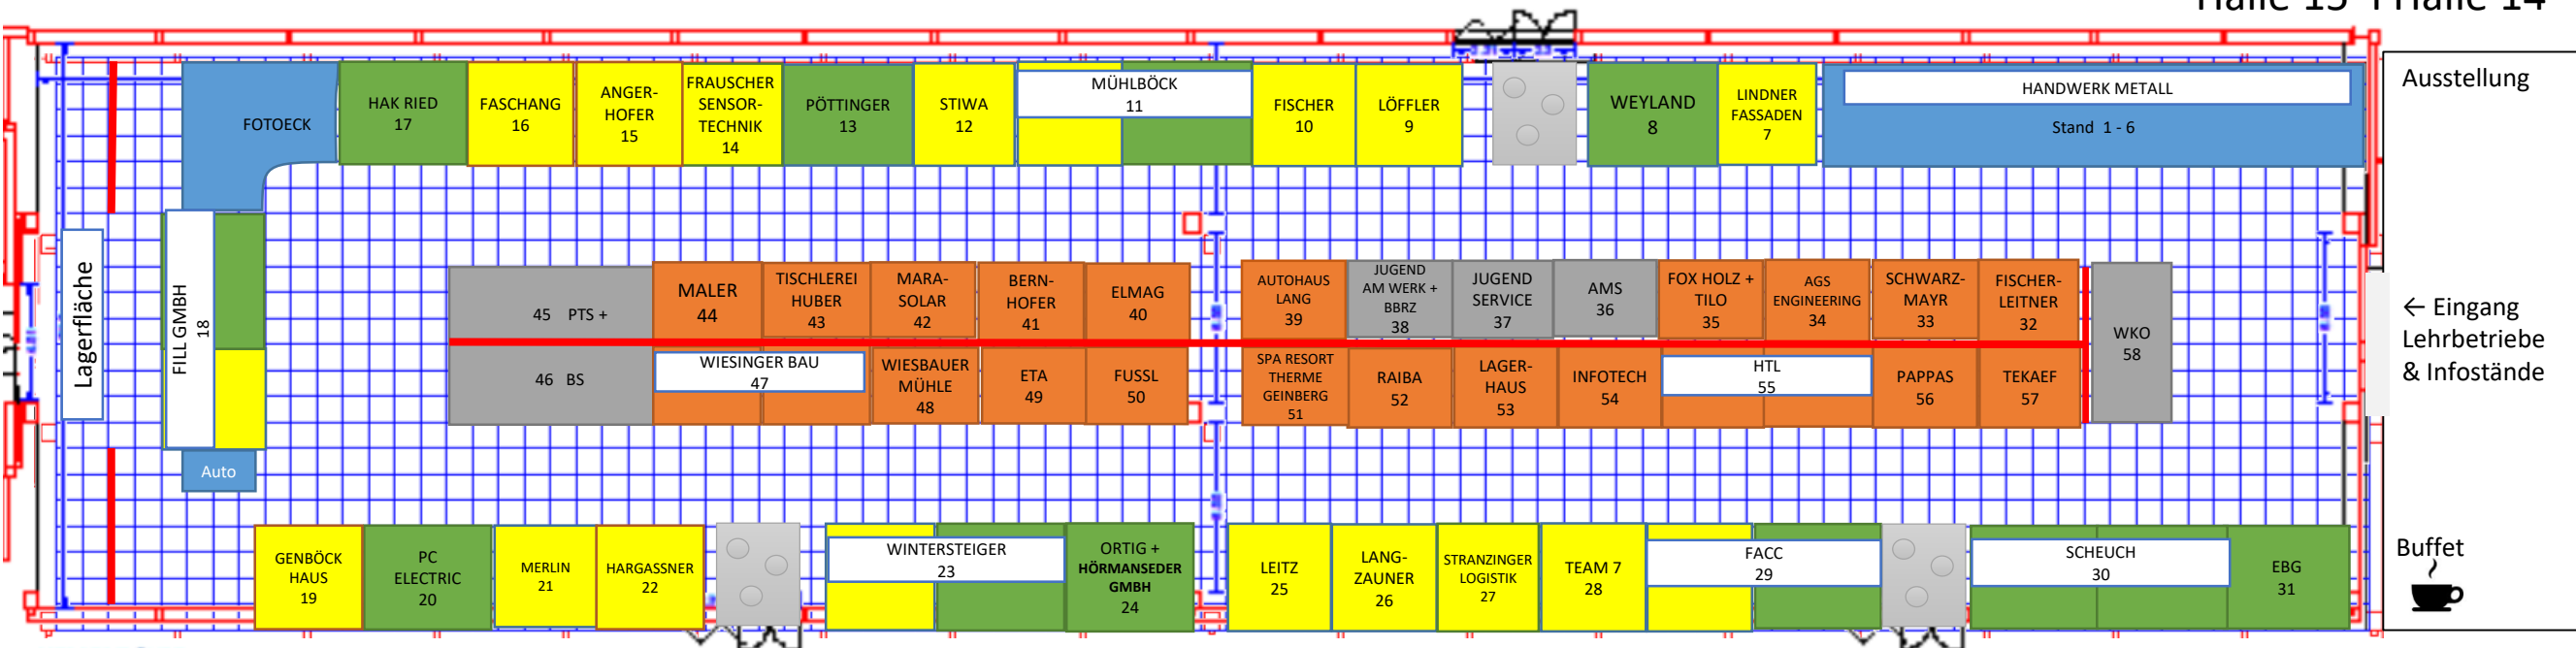 Halle 13 Halle 14
Ausstellung
← Eingang
Lehrbetriebe
& Infostände
Buffet
Lagerfläche
FOTOECK
HAK RIED
17
FASCHANG
16
ANGER-
HOFER
15
FRAUSCHER
SENSOR-
TECHNIK
14
PÖTTINGER
13
STIWA
12
MÜHLBÖCK
11
FISCHER
10
LÖFFLER
9
WEYLAND
8
LINDNER
FASSADEN
7
HANDWERK METALL
Stand 1 - 6
FILL GMBH
18
Auto
45 PTS +
MALER
44
TISCHLEREI
HUBER
43
MARA-
SOLAR
42
BERN-
HOFER
41
ELMAG
40
AUTOHAUS
LANG
39
JUGEND
AM WERK +
BBRZ
38
JUGEND
SERVICE
37
AMS
36
FOX HOLZ +
TILO
35
AGS
ENGINEERING
34
SCHWARZ-
MAYR
33
FISCHER-
LEITNER
32
WKO
58
46 BS
WIESINGER BAU
47
WIESBAUER
MÜHLE
48
ETA
49
FUSSL
50
SPA RESORT
THERME
GEINBERG
51
RAIBA
52
LAGER-
HAUS
53
INFOTECH
54
HTL
55
PAPPAS
56
TEKAEF
57
GENBÖCK
HAUS
19
PC
ELECTRIC
20
MERLIN
21
HARGASSNER
22
WINTERSTEIGER
23
ORTIG +
HÖRMANSEDER
GMBH
24
LEITZ
25
LANG-
ZAUNER
26
STRANZINGER
LOGISTIK
27
TEAM 7
28
FACC
29
SCHEUCH
30
EBG
31